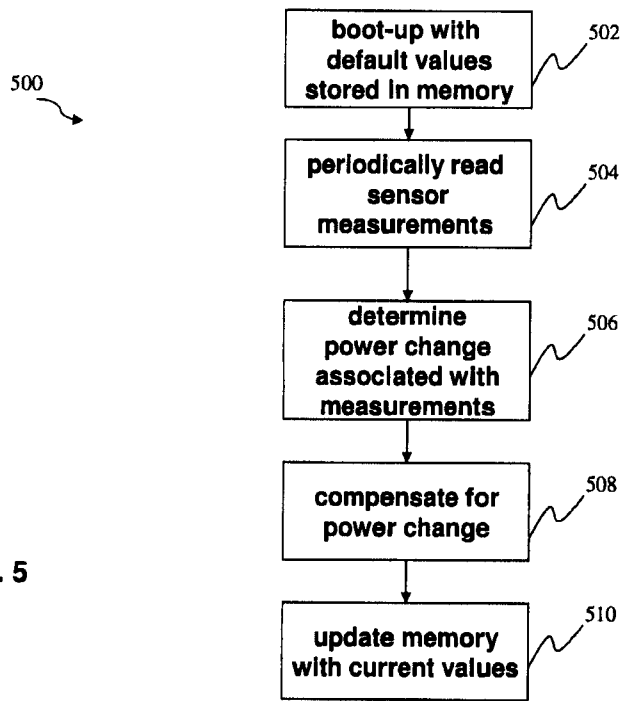 500
boot-up with
default values
stored in memory
502
periodically read
sensor
measurements
504
determine
power change
associated with
measurements
506
compensate for
power change
508
. 5
update memory
with current values
510